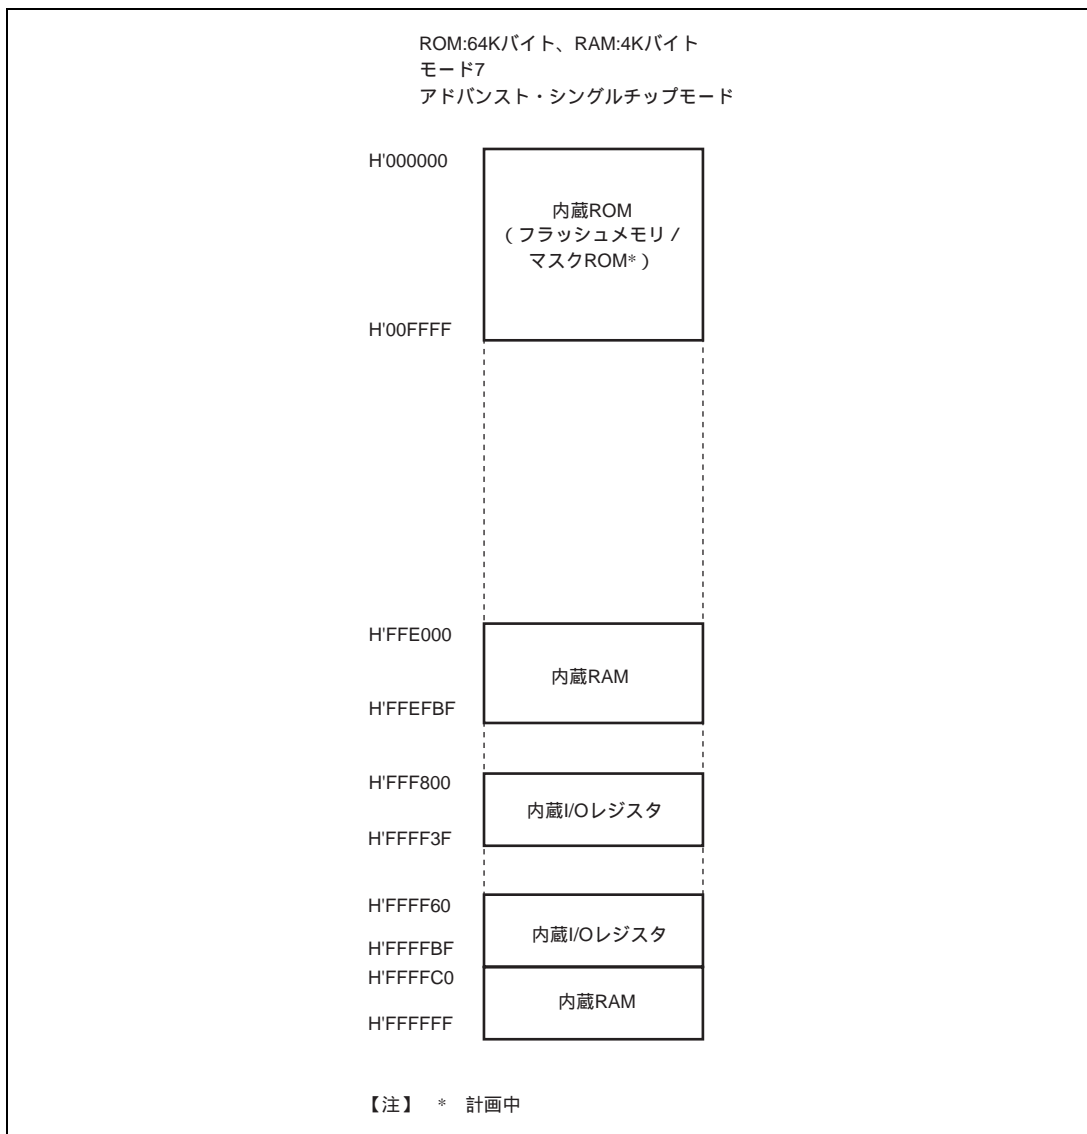 ROM:64Kバイト、RAM:4Kバイト
モード7
アドバンスト・シングルチップモード
H'000000
内蔵ROM
(フラッシュメモリ/
マスクROM*)
H'00FFFF
H'FFE000
内蔵RAM
H'FFEFBF
H'FFF800
内蔵I/Oレジスタ
H'FFFF3F
H'FFFF60
内蔵I/Oレジスタ
H'FFFFBF
H'FFFFC0
内蔵RAM
H'FFFFFF
【注】 * 計画中